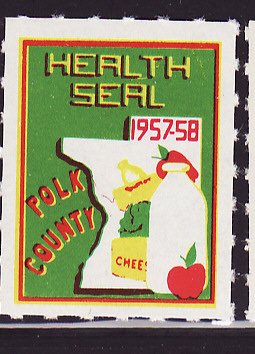 HEALTH
SEAL
1957-58
POLK
COUNTY
CHEES